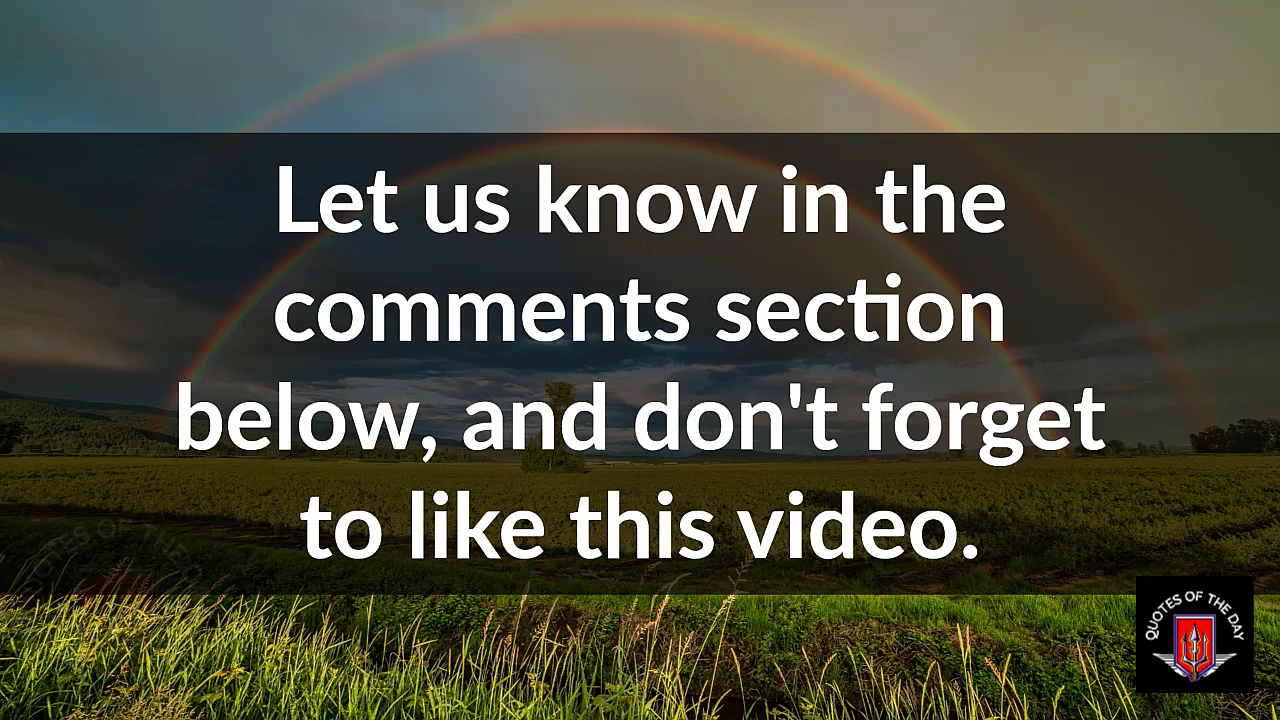 Let us know in the
comments section
below, and don't forget
to like this video.
QUOTES OF THE DAY